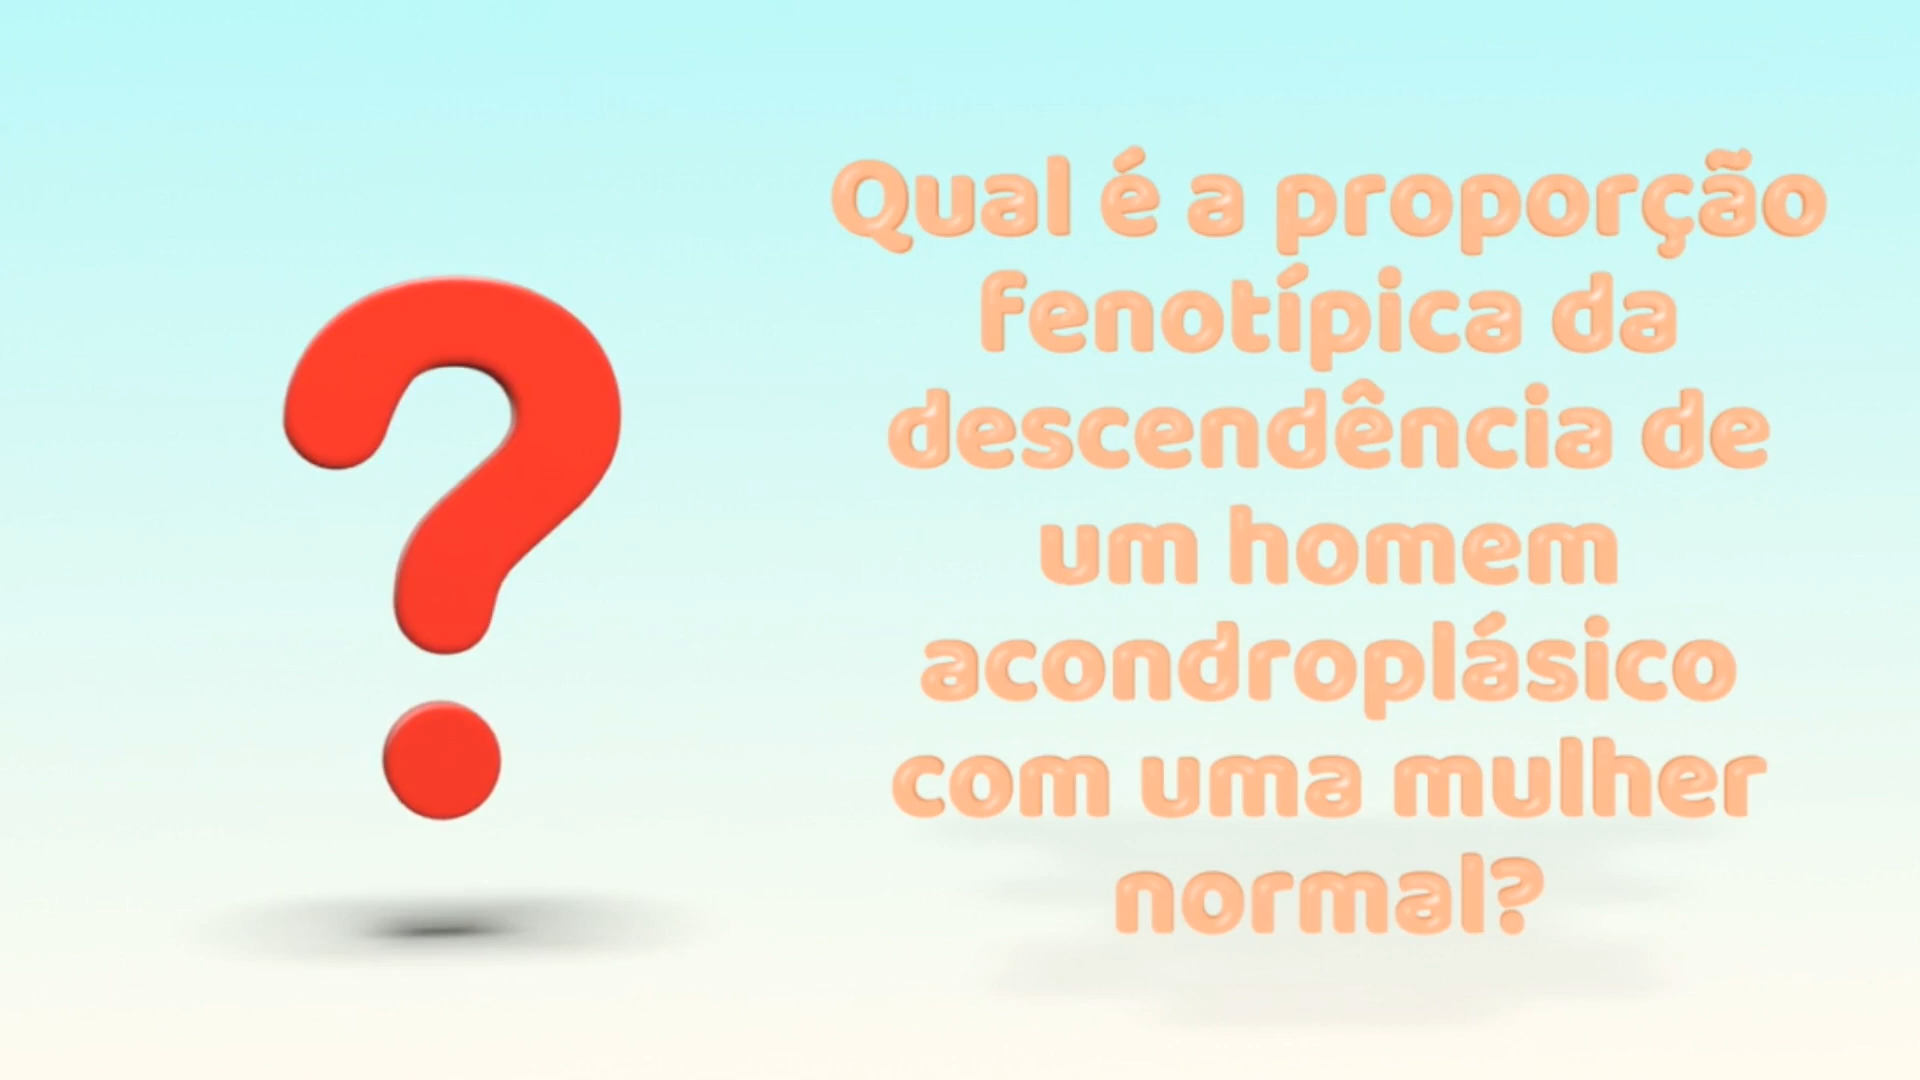 Qual é a proporção
fenotípica da
descendência de
um homem
acondroplásico
com uma mulher
normal?